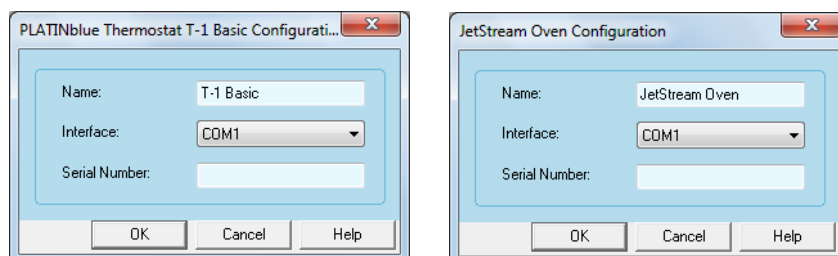 PLATINblue Thermostat T-1 Basic Configurati...
Name: T-1 Basic
Interface: COM1
Serial Number:
OK Cancel Help
JetStream Oven Configuration
Name: JetStream Oven
Interface: COM1
Serial Number:
OK Cancel Help